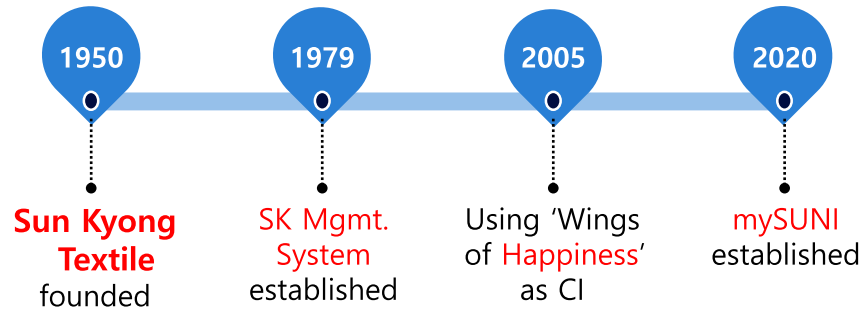 1950
1979
2005
2020
Sun Kyong
Textile
founded
SK Mgmt.
System
established
Using ‘Wings
of Happiness’
as CI
mySUNI
established